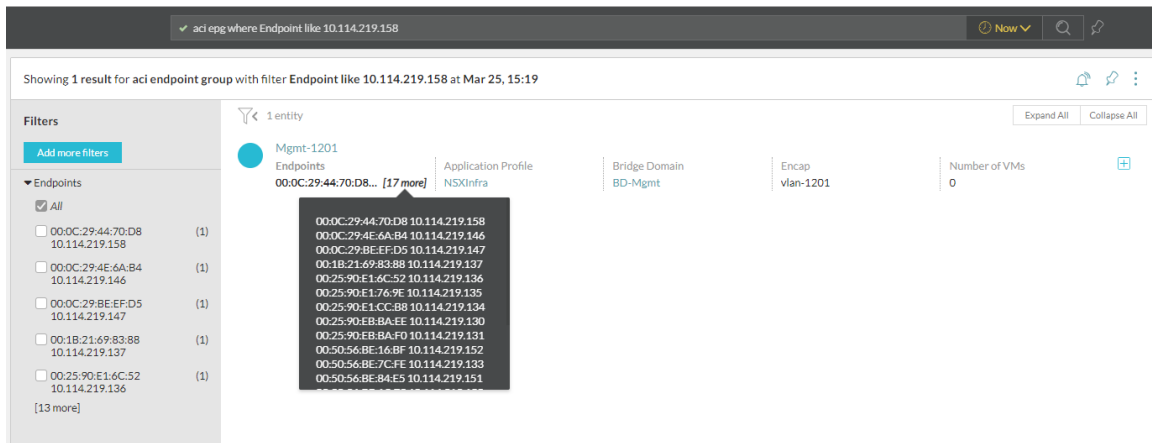 aci epg where Endpoint like 10.114.219.158
Now
Showing 1 result for aci endpoint group with filter Endpoint like 10.114.219.158 at Mar 25, 15:19
Filters
Add more filters
Endpoints
All
00:0C:29:44:70:D8 (1)
10.114.219.158
00:0C:29:4E:6A:B4 (1)
10.114.219.146
00:0C:29:BE:EF:D5 (1)
10.114.219.147
00:1B:21:69:83:88 (1)
10.114.219.137
00:25:90:E1:6C:52 (1)
10.114.219.136
[13 more]
1 entity
Expand All Collapse All
Mgmt-1201
Endpoints Application Profile Bridge Domain Encap Number of VMs
00:0C:29:44:70:D8... [17 more] NSXInfra BD-Mgmt vlan-1201 0
00:0C:29:44:70:D8 10.114.219.158
00:0C:29:4E:6A:B4 10.114.219.146
00:0C:29:BE:EF:D5 10.114.219.147
00:1B:21:69:83:88 10.114.219.137
00:25:90:E1:6C:52 10.114.219.136
00:25:90:E1:76:9E 10.114.219.135
00:25:90:E1:CC:B8 10.114.219.134
00:25:90:EB:BA:EE 10.114.219.130
00:25:90:EB:BA:F0 10.114.219.131
00:50:56:BE:16:BF 10.114.219.152
00:50:56:BE:7C:FE 10.114.219.133
00:50:56:BE:84:E5 10.114.219.151